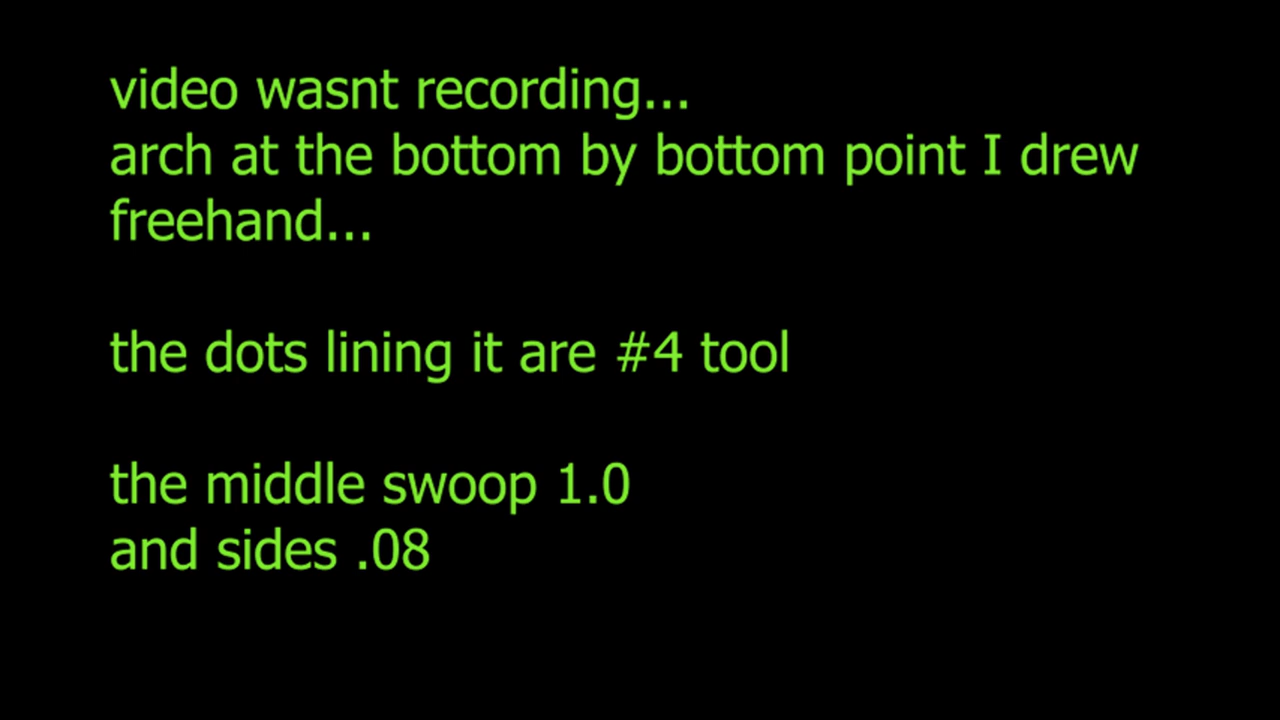 video wasnt recording...
arch at the bottom by bottom point I drew
freehand...
the dots lining it are #4 tool
the middle swoop 1.0
and sides .08